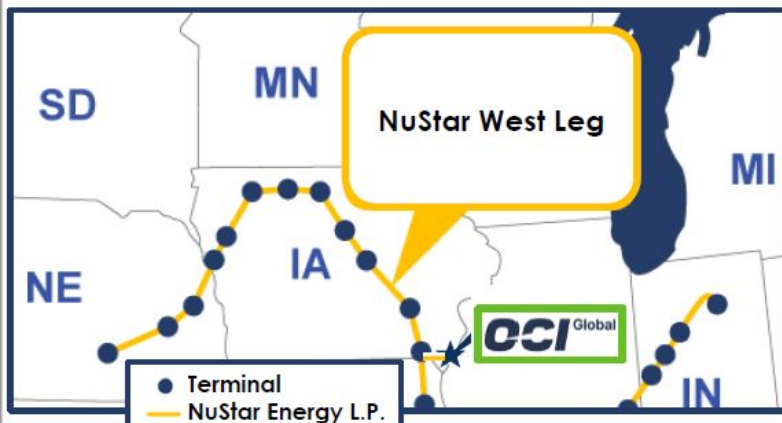 SD
MN
NuStar West Leg
MI
NE
IA
OCI Global
IN
Terminal
NuStar Energy L.P.